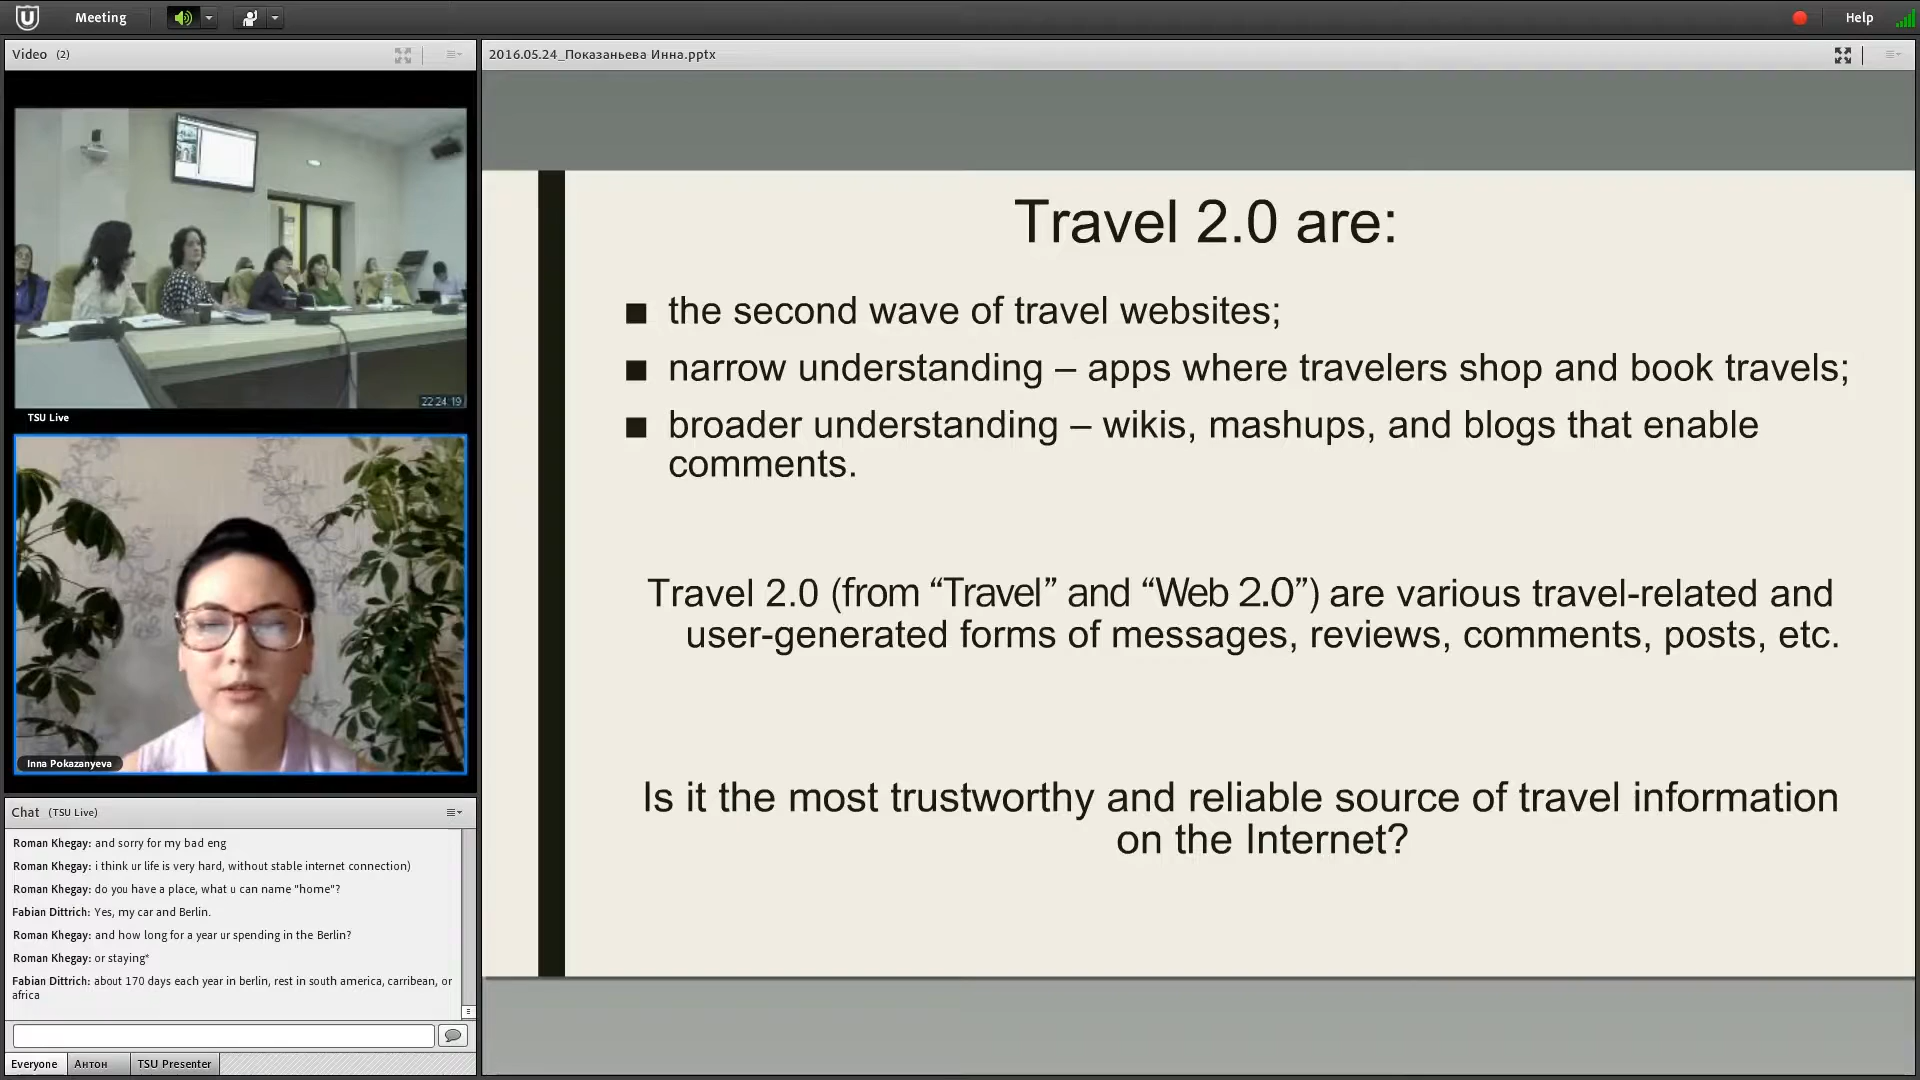 Meeting
Help
Video (2)
2016.05.24_Показаньева Инна.pptx
22:24:19
TSU Live
Inna Pokazanyeva
Chat (TSU Live)
Roman Khegay: and sorry for my bad eng
Roman Khegay: i think ur life is very hard, without stable internet connection)
Roman Khegay: do you have a place, what u can name "home"?
Fabian Dittrich: Yes, my car and Berlin.
Roman Khegay: and how long for a year ur spending in the Berlin?
Roman Khegay: or staying*
Fabian Dittrich: about 170 days each year in berlin, rest in south america, carribean, or
africa
Everyone
Антон
TSU Presenter
Travel 2.0 are:
■ the second wave of travel websites;
■ narrow understanding – apps where travelers shop and book travels;
■ broader understanding – wikis, mashups, and blogs that enable
comments.
Travel 2.0 (from “Travel” and “Web 2.0”) are various travel-related and
user-generated forms of messages, reviews, comments, posts, etc.
Is it the most trustworthy and reliable source of travel information
on the Internet?